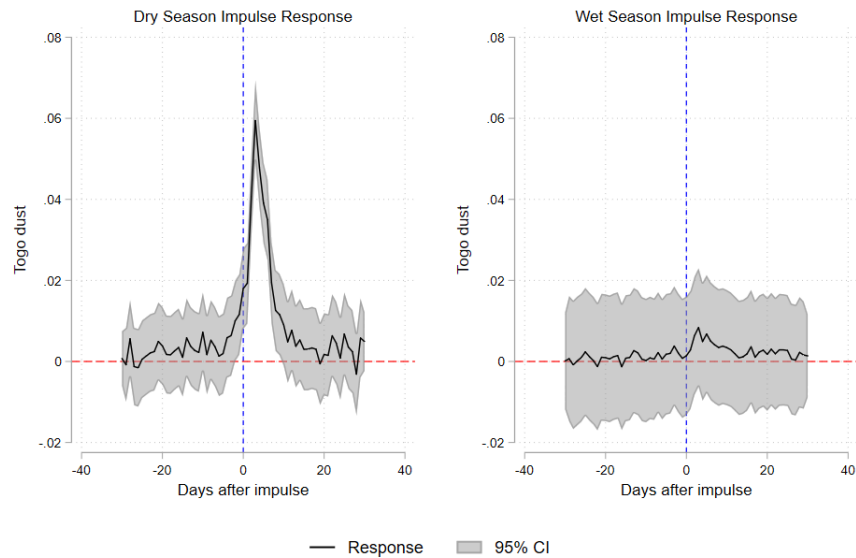 Dry Season Impulse Response
.08
.06
.04
.02
0
-.02
Togo dust
-40 -20 0 20 40
Days after impulse
Wet Season Impulse Response
.08
.06
.04
.02
0
-.02
Togo dust
-40 -20 0 20 40
Days after impulse
Response 95% CI